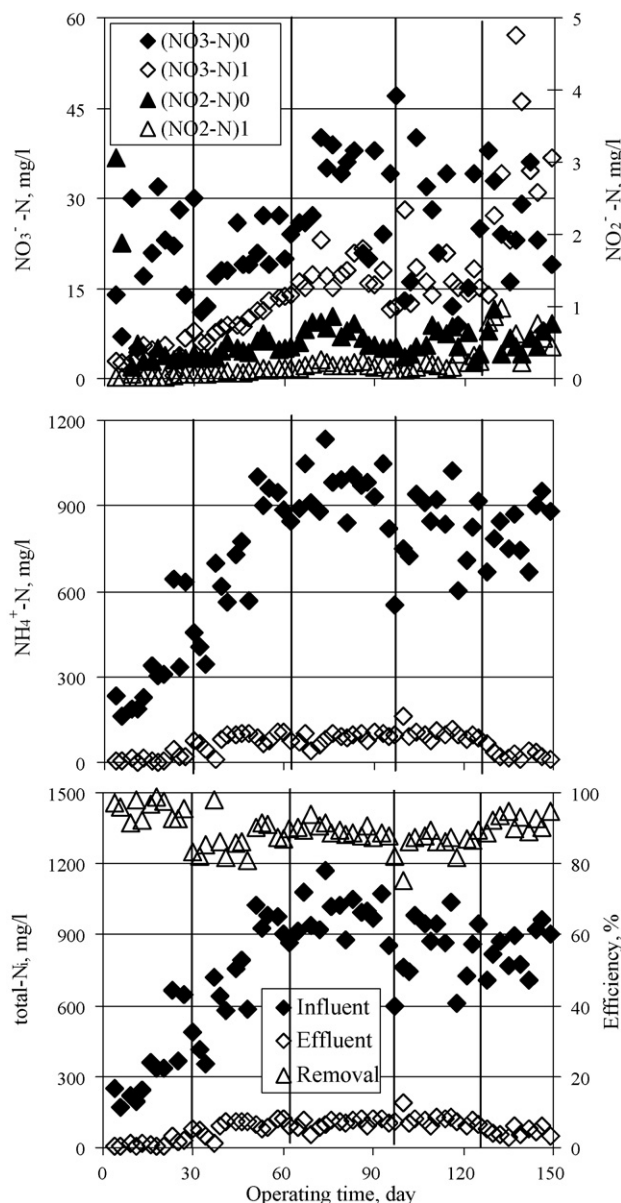 60
5
(NO3-N)0
(NO3-N)1
(NO2-N)0
(NO2-N)1
45
4
30
3
2
15
1
0
0
NO₃⁻-N, mg/l
NO₂⁻-N, mg/l
1200
900
600
300
0
NH₄⁺-N, mg/l
1500
100
1200
80
900
60
600
40
300
20
0
0
total-Nᵢ, mg/l
Efficiency, %
Influent
Effluent
Removal
0 30 60 90 120 150
Operating time, day